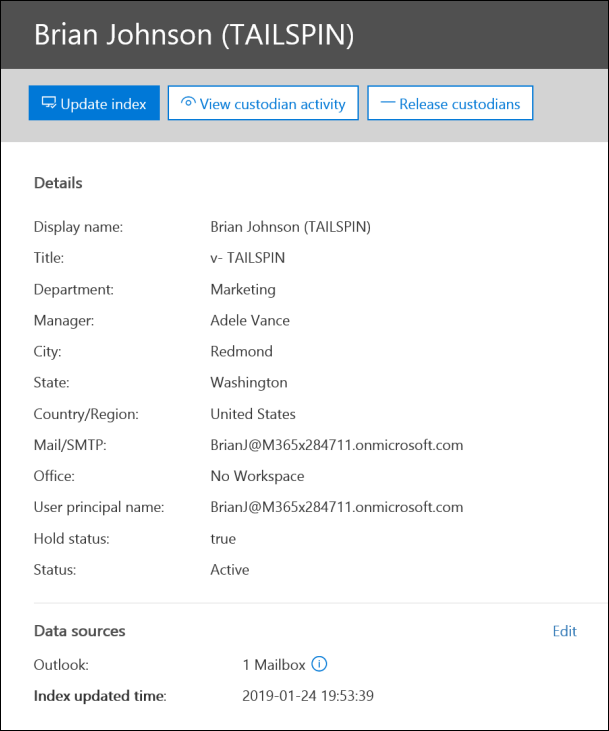 Brian Johnson (TAILSPIN)
Update index View custodian activity Release custodians
Details
Display name: Brian Johnson (TAILSPIN)
Title: v- TAILSPIN
Department: Marketing
Manager: Adele Vance
City: Redmond
State: Washington
Country/Region: United States
Mail/SMTP: BrianJ@M365x284711.onmicrosoft.com
Office: No Workspace
User principal name: BrianJ@M365x284711.onmicrosoft.com
Hold status: true
Status: Active
Data sources Edit
Outlook: 1 Mailbox
Index updated time: 2019-01-24 19:53:39